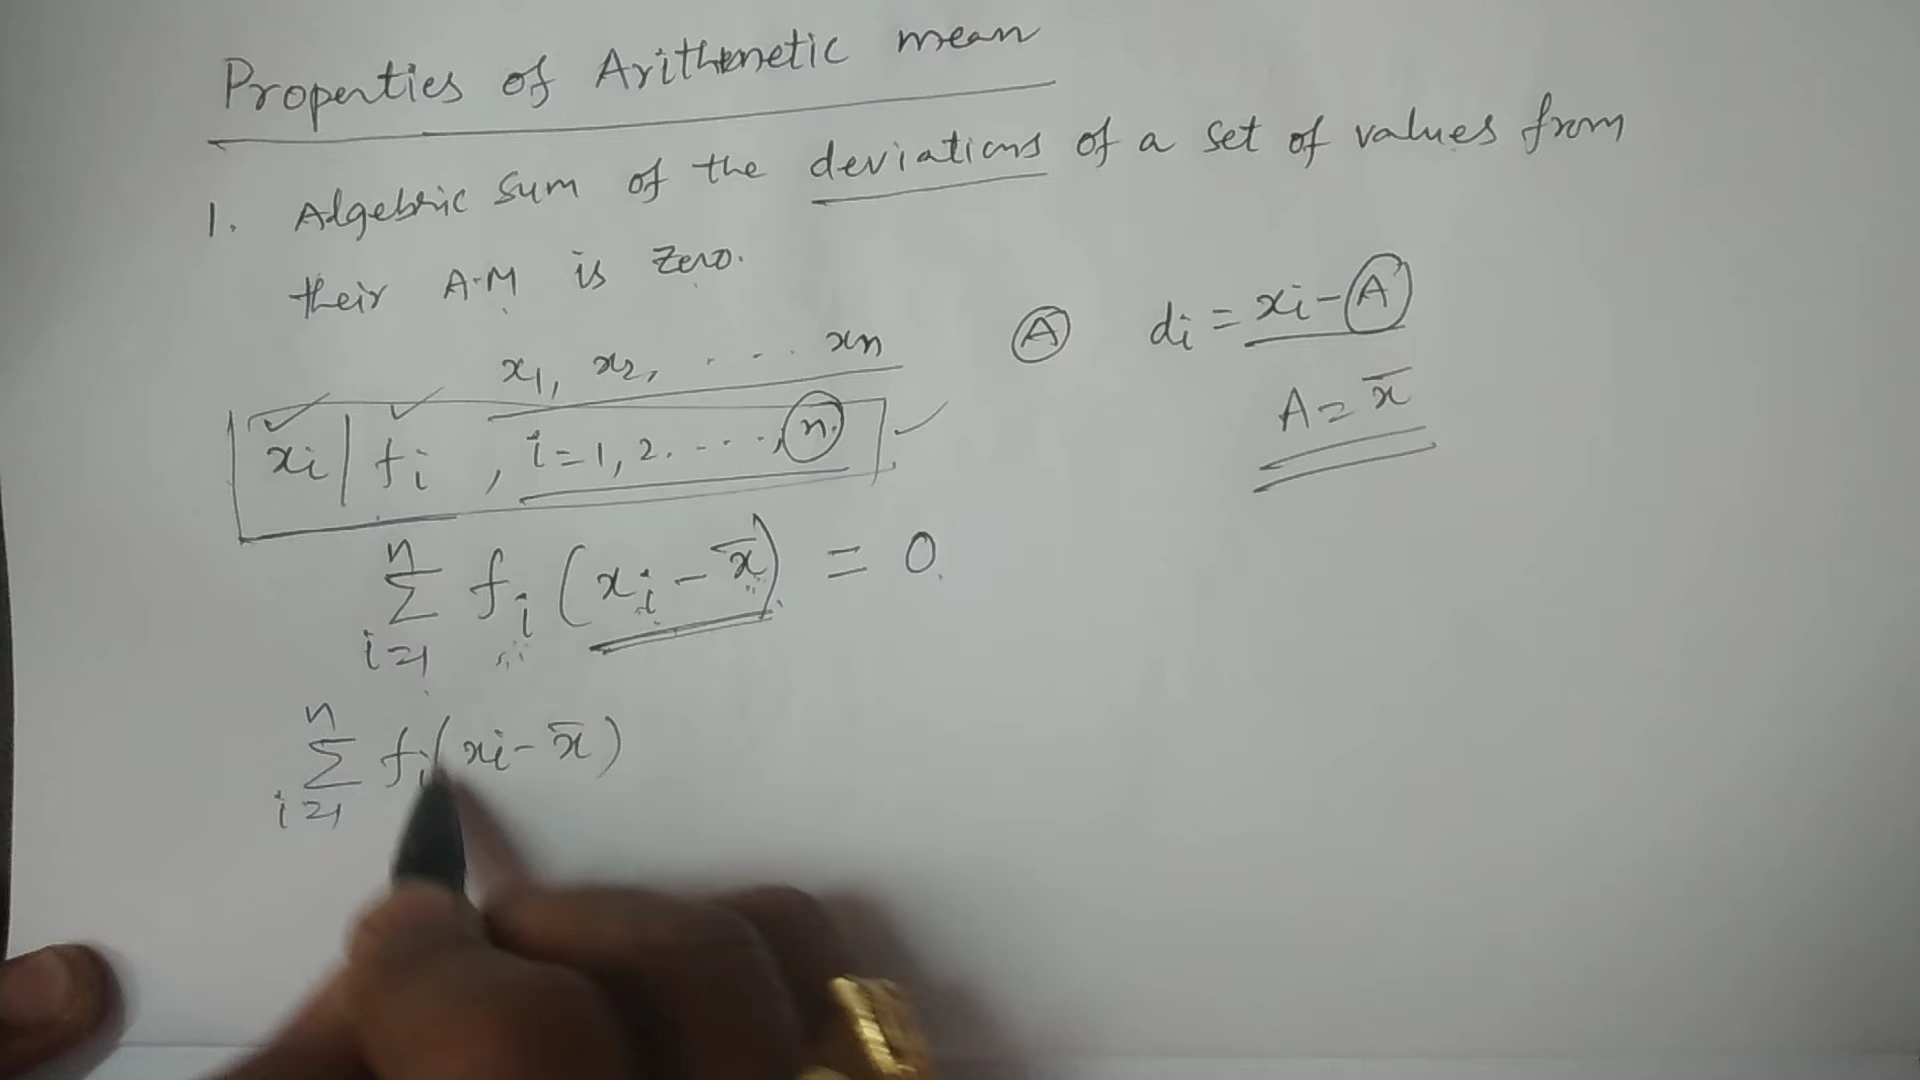 Properties of Arithmetic mean
1. Algebric sum of the deviations of a set of values from
their A.M is zero.
x1, x2, ... xn
A di = xi - A
A = x̄
xi | fi , i=1, 2. ..., n.
n
Σ fi (xi - x̄) = 0
i=1
n
Σ fi (xi - x̄)
i=1